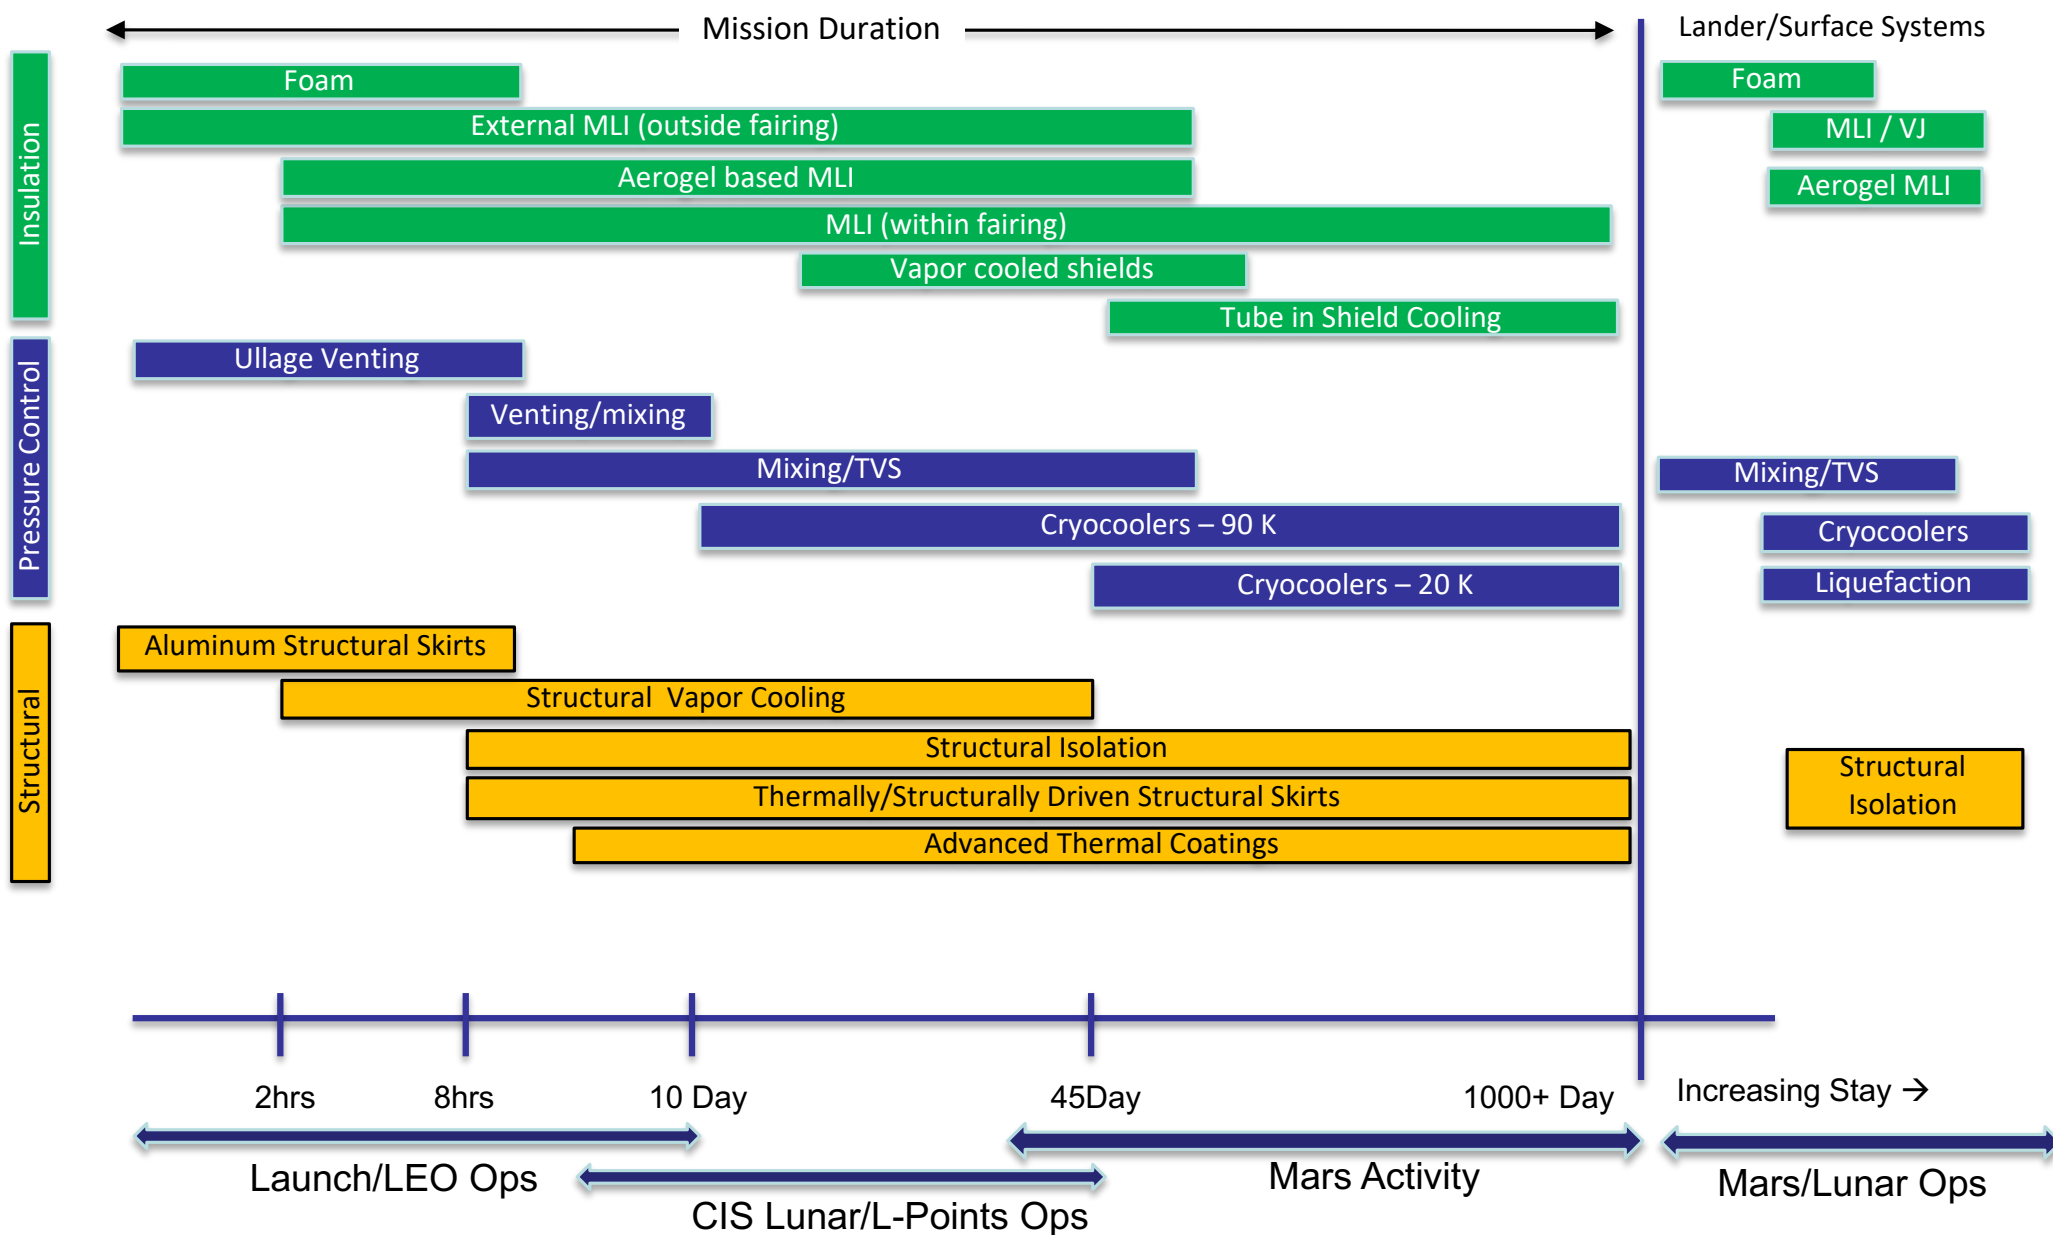 Mission Duration
Lander/Surface Systems
Insulation
Foam
External MLI (outside fairing)
Aerogel based MLI
MLI (within fairing)
Vapor cooled shields
Tube in Shield Cooling
Foam
MLI / VJ
Aerogel MLI
Pressure Control
Ullage Venting
Venting/mixing
Mixing/TVS
Cryocoolers – 90 K
Cryocoolers – 20 K
Mixing/TVS
Cryocoolers
Liquefaction
Structural
Aluminum Structural Skirts
Structural Vapor Cooling
Structural Isolation
Thermally/Structurally Driven Structural Skirts
Advanced Thermal Coatings
Structural
Isolation
2hrs
8hrs
10 Day
45Day
1000+ Day
Increasing Stay →
Launch/LEO Ops
CIS Lunar/L-Points Ops
Mars Activity
Mars/Lunar Ops